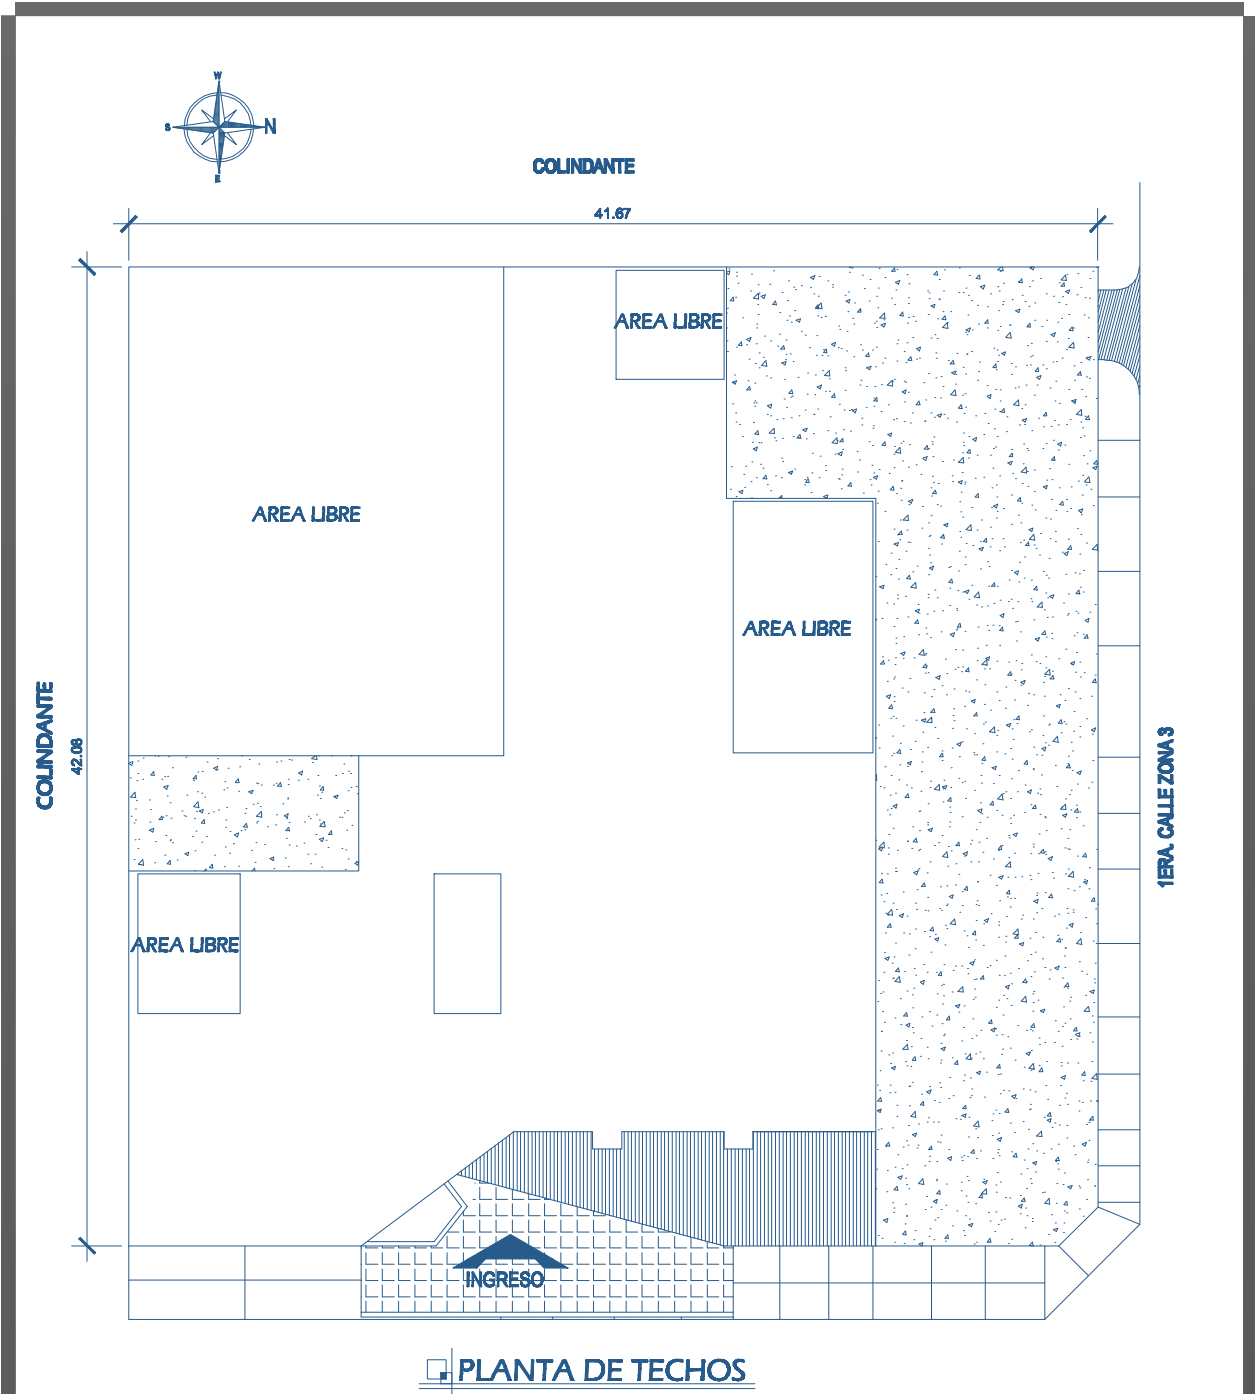 W
S
N
E
COLINDANTE
41.67
AREA LIBRE
AREA LIBRE
AREA LIBRE
COLINDANTE
42.08
1ERA. CALLE ZONA 3
AREA LIBRE
INGRESO
PLANTA DE TECHOS